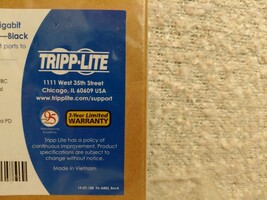 igabit
—Black
t ports to
TRIPP·LITE
1111 West 35th Street
Chicago, IL 60609 USA
www.tripplite.com/support
95
2-Year Limited
WARRANTY
Tripp Lite has a policy of
continuous improvement. Product
specifications are subject to
change without notice.
Made in Vietnam